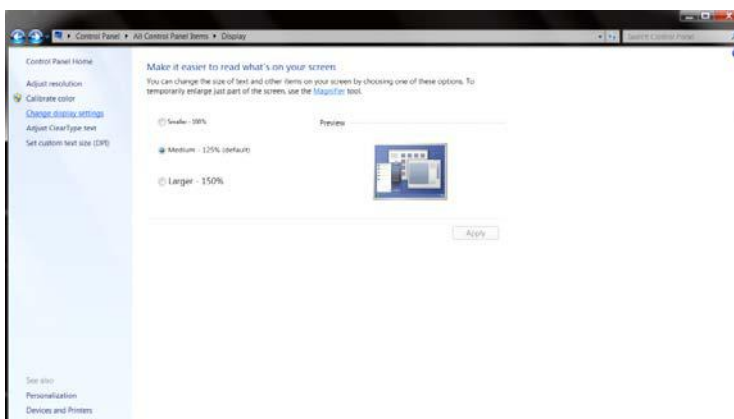 Control Panel ▸ All Control Panel Items ▸ Display
Search Control Panel
Control Panel Home
Adjust resolution
Calibrate color
Change display settings
Adjust ClearType text
Set custom text size (DPI)
See also
Personalization
Devices and Printers
Make it easier to read what's on your screen
You can change the size of text and other items on your screen by choosing one of these options. To
temporarily enlarge just part of the screen, use the Magnifier tool.
Smaller - 100%
Preview
Medium - 125% (default)
Larger - 150%
Apply